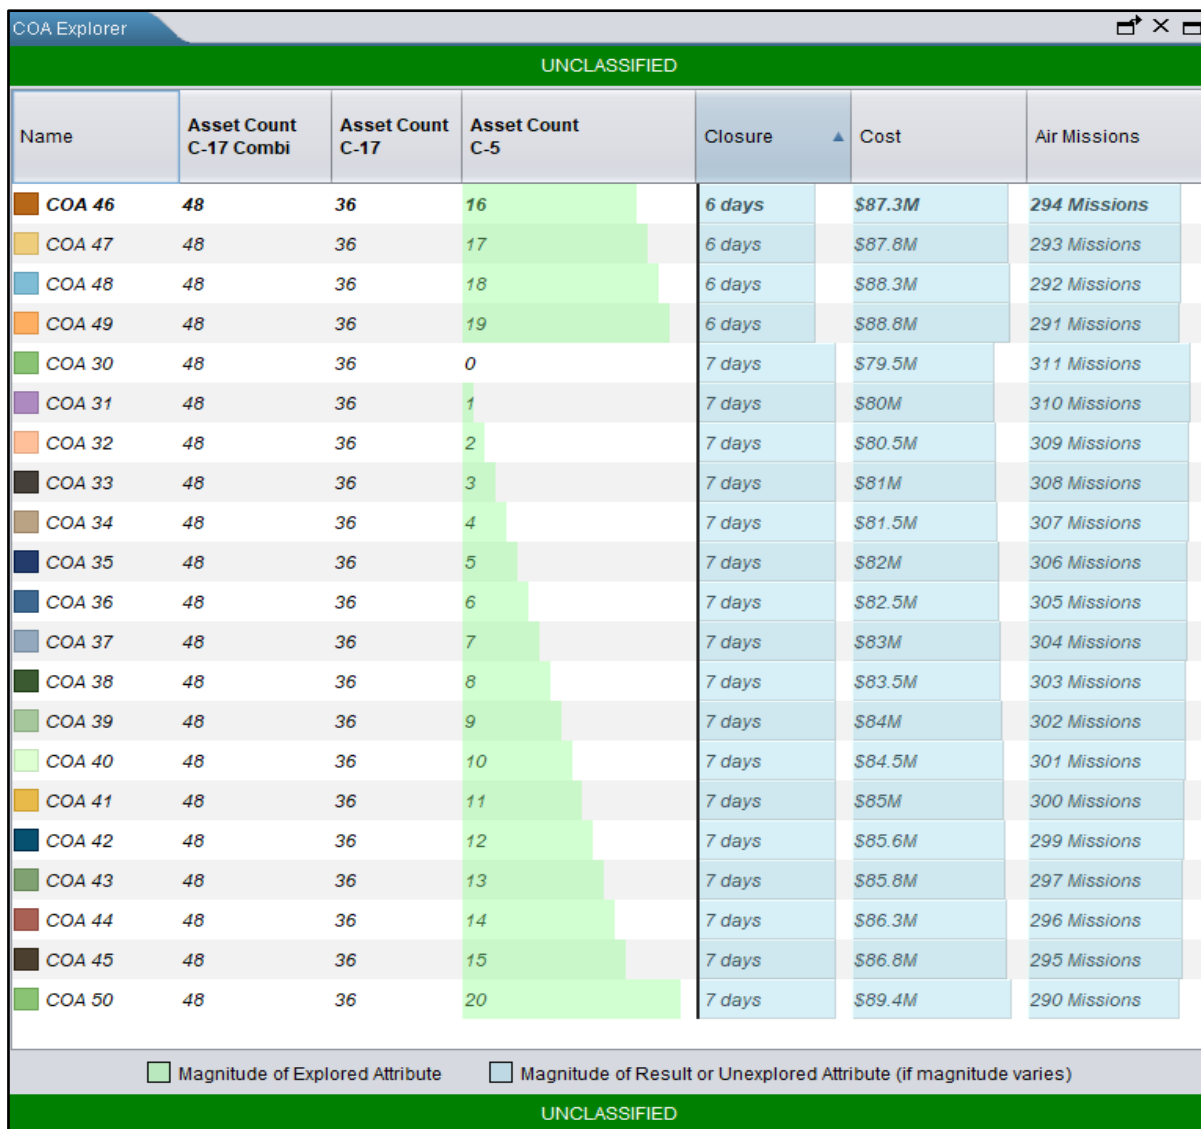 COA Explorer
UNCLASSIFIED
Name Asset Count C-17 Combi Asset Count C-17 Asset Count C-5 Closure Cost Air Missions
COA 46 48 36 16 6 days $87.3M 294 Missions
COA 47 48 36 17 6 days $87.8M 293 Missions
COA 48 48 36 18 6 days $88.3M 292 Missions
COA 49 48 36 19 6 days $88.8M 291 Missions
COA 30 48 36 0 7 days $79.5M 311 Missions
COA 31 48 36 1 7 days $80M 310 Missions
COA 32 48 36 2 7 days $80.5M 309 Missions
COA 33 48 36 3 7 days $81M 308 Missions
COA 34 48 36 4 7 days $81.5M 307 Missions
COA 35 48 36 5 7 days $82M 306 Missions
COA 36 48 36 6 7 days $82.5M 305 Missions
COA 37 48 36 7 7 days $83M 304 Missions
COA 38 48 36 8 7 days $83.5M 303 Missions
COA 39 48 36 9 7 days $84M 302 Missions
COA 40 48 36 10 7 days $84.5M 301 Missions
COA 41 48 36 11 7 days $85M 300 Missions
COA 42 48 36 12 7 days $85.6M 299 Missions
COA 43 48 36 13 7 days $85.8M 297 Missions
COA 44 48 36 14 7 days $86.3M 296 Missions
COA 45 48 36 15 7 days $86.8M 295 Missions
COA 50 48 36 20 7 days $89.4M 290 Missions
Magnitude of Explored Attribute Magnitude of Result or Unexplored Attribute (if magnitude varies)
UNCLASSIFIED